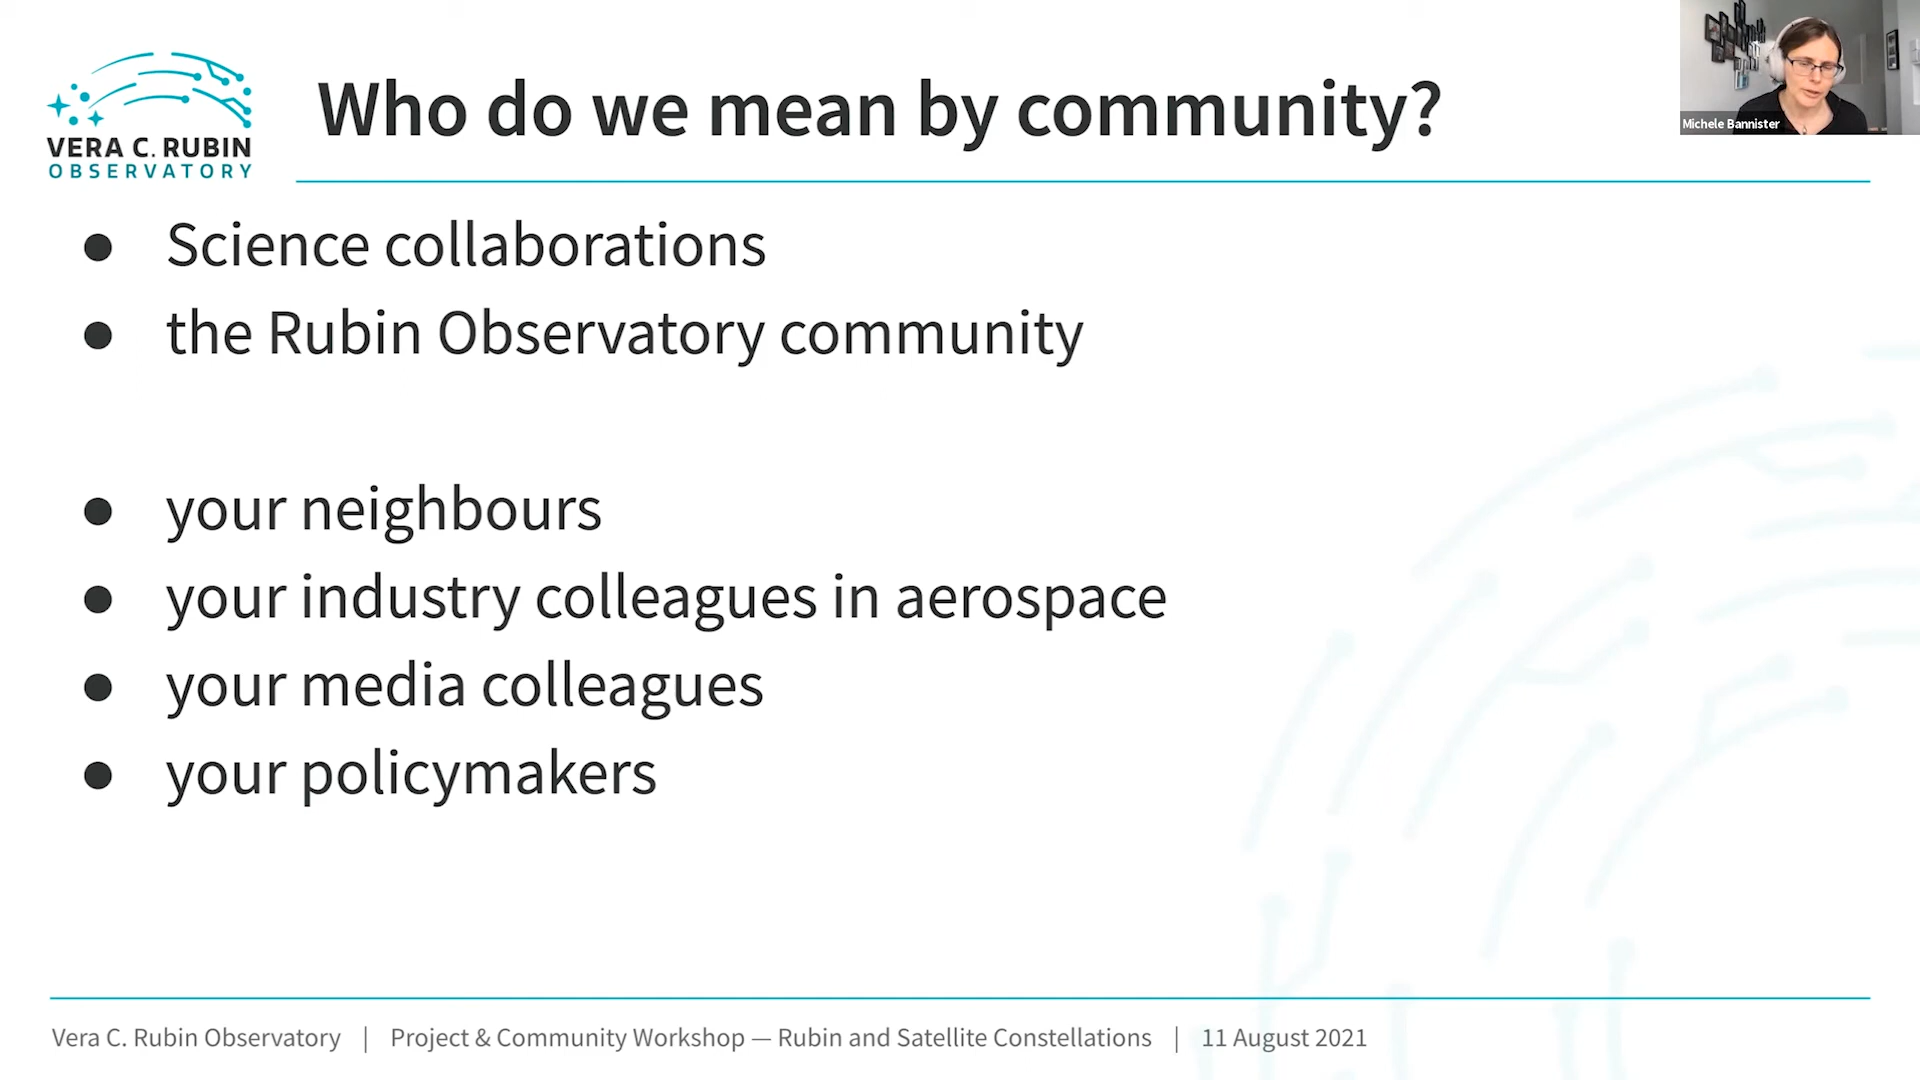 VERA C. RUBIN
OBSERVATORY
Who do we mean by community?
Michele Bannister
● Science collaborations
● the Rubin Observatory community
● your neighbours
● your industry colleagues in aerospace
● your media colleagues
● your policymakers
Vera C. Rubin Observatory | Project & Community Workshop — Rubin and Satellite Constellations | 11 August 2021